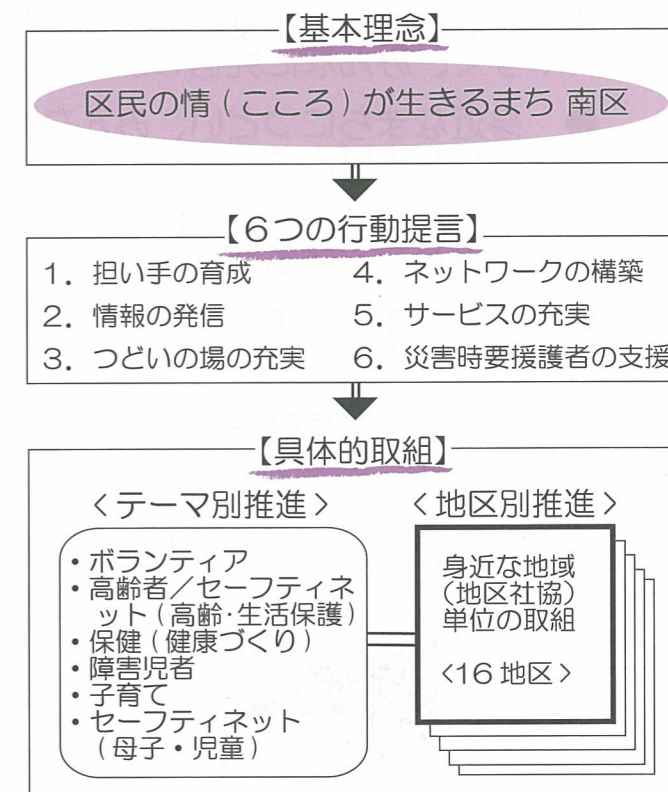 【基本理念】
区民の情(こころ)が生きるまち 南区
【6つの行動提言】
1. 担い手の育成
2. 情報の発信
3. つどいの場の充実
4. ネットワークの構築
5. サービスの充実
6. 災害時要援護者の支援
【具体的取組】
<テーマ別推進>
・ボランティア
・高齢者/セーフティネ
ット(高齢・生活保護)
・保健(健康づくり)
・障害児者
・子育て
・セーフティネット
(母子・児童)
<地区別推進>
身近な地域
(地区社協)
単位の取組
<16地区>